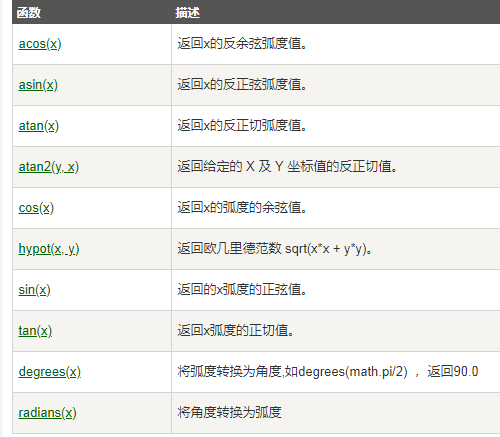 函数 描述
acos(x) 返回x的反余弦弧度值。
asin(x) 返回x的反正弦弧度值。
atan(x) 返回x的反正切弧度值。
atan2(y, x) 返回给定的 X 及 Y 坐标值的反正切值。
cos(x) 返回x的弧度的余弦值。
hypot(x, y) 返回欧几里德范数 sqrt(x*x + y*y)。
sin(x) 返回的x弧度的正弦值。
tan(x) 返回x弧度的正切值。
degrees(x) 将弧度转换为角度,如degrees(math.pi/2) ， 返回90.0
radians(x) 将角度转换为弧度